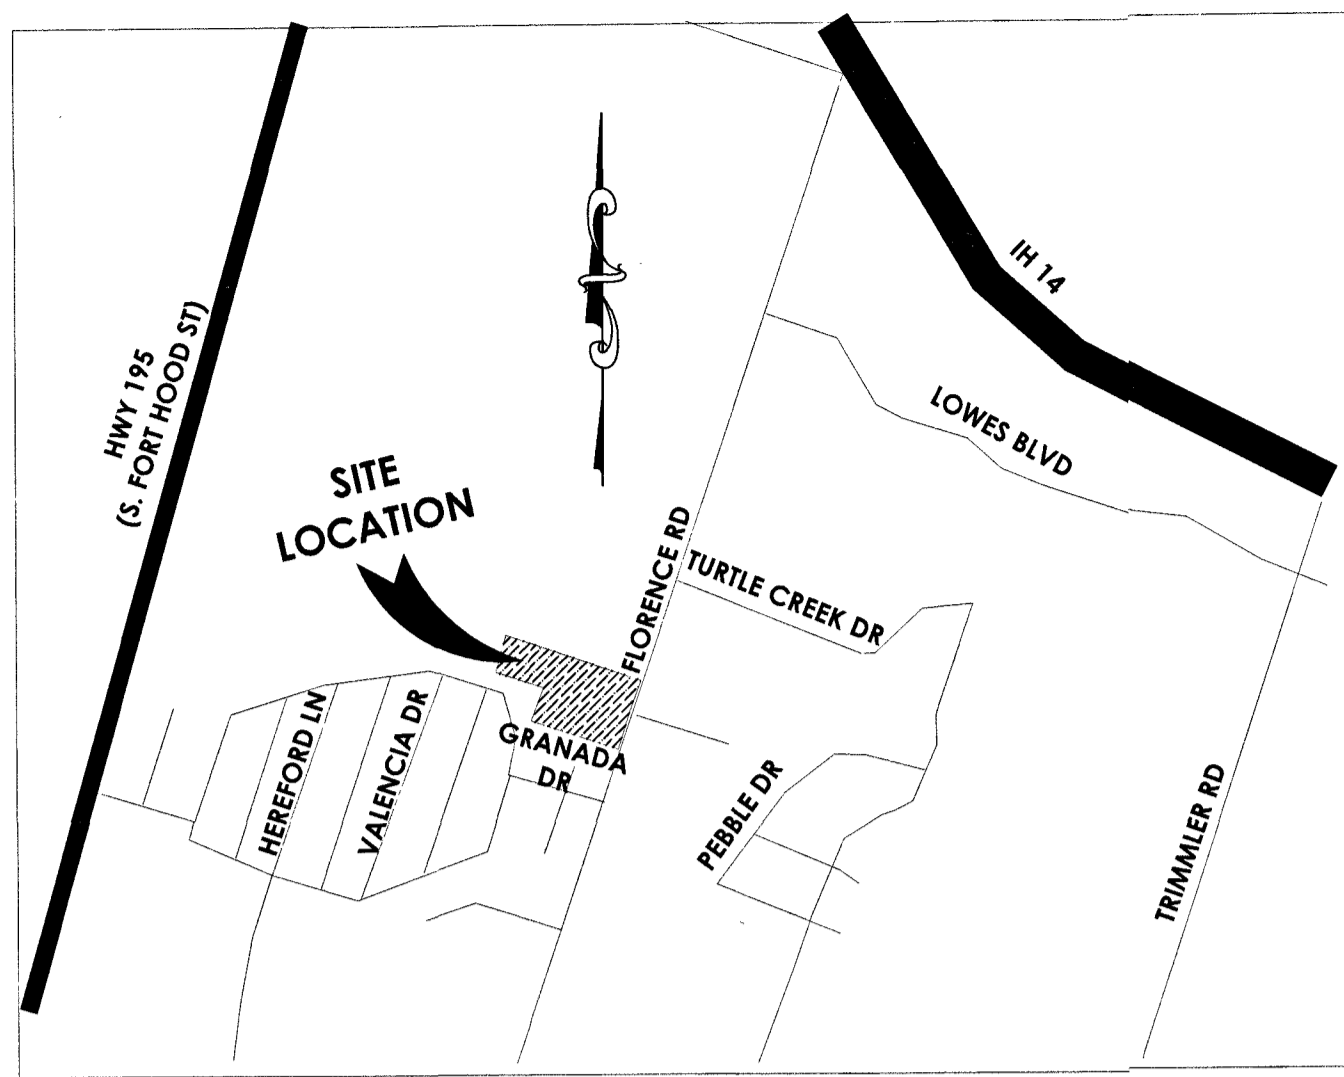 IH 14
HWY 195
(S. FORT HOOD ST)
LOWES BLVD
SITE
LOCATION
FLORENCE RD
TURTLE CREEK DR
HEREFORD LN
VALENCIA DR
GRANADA
DR
PEBBLE DR
TRIMMLER RD